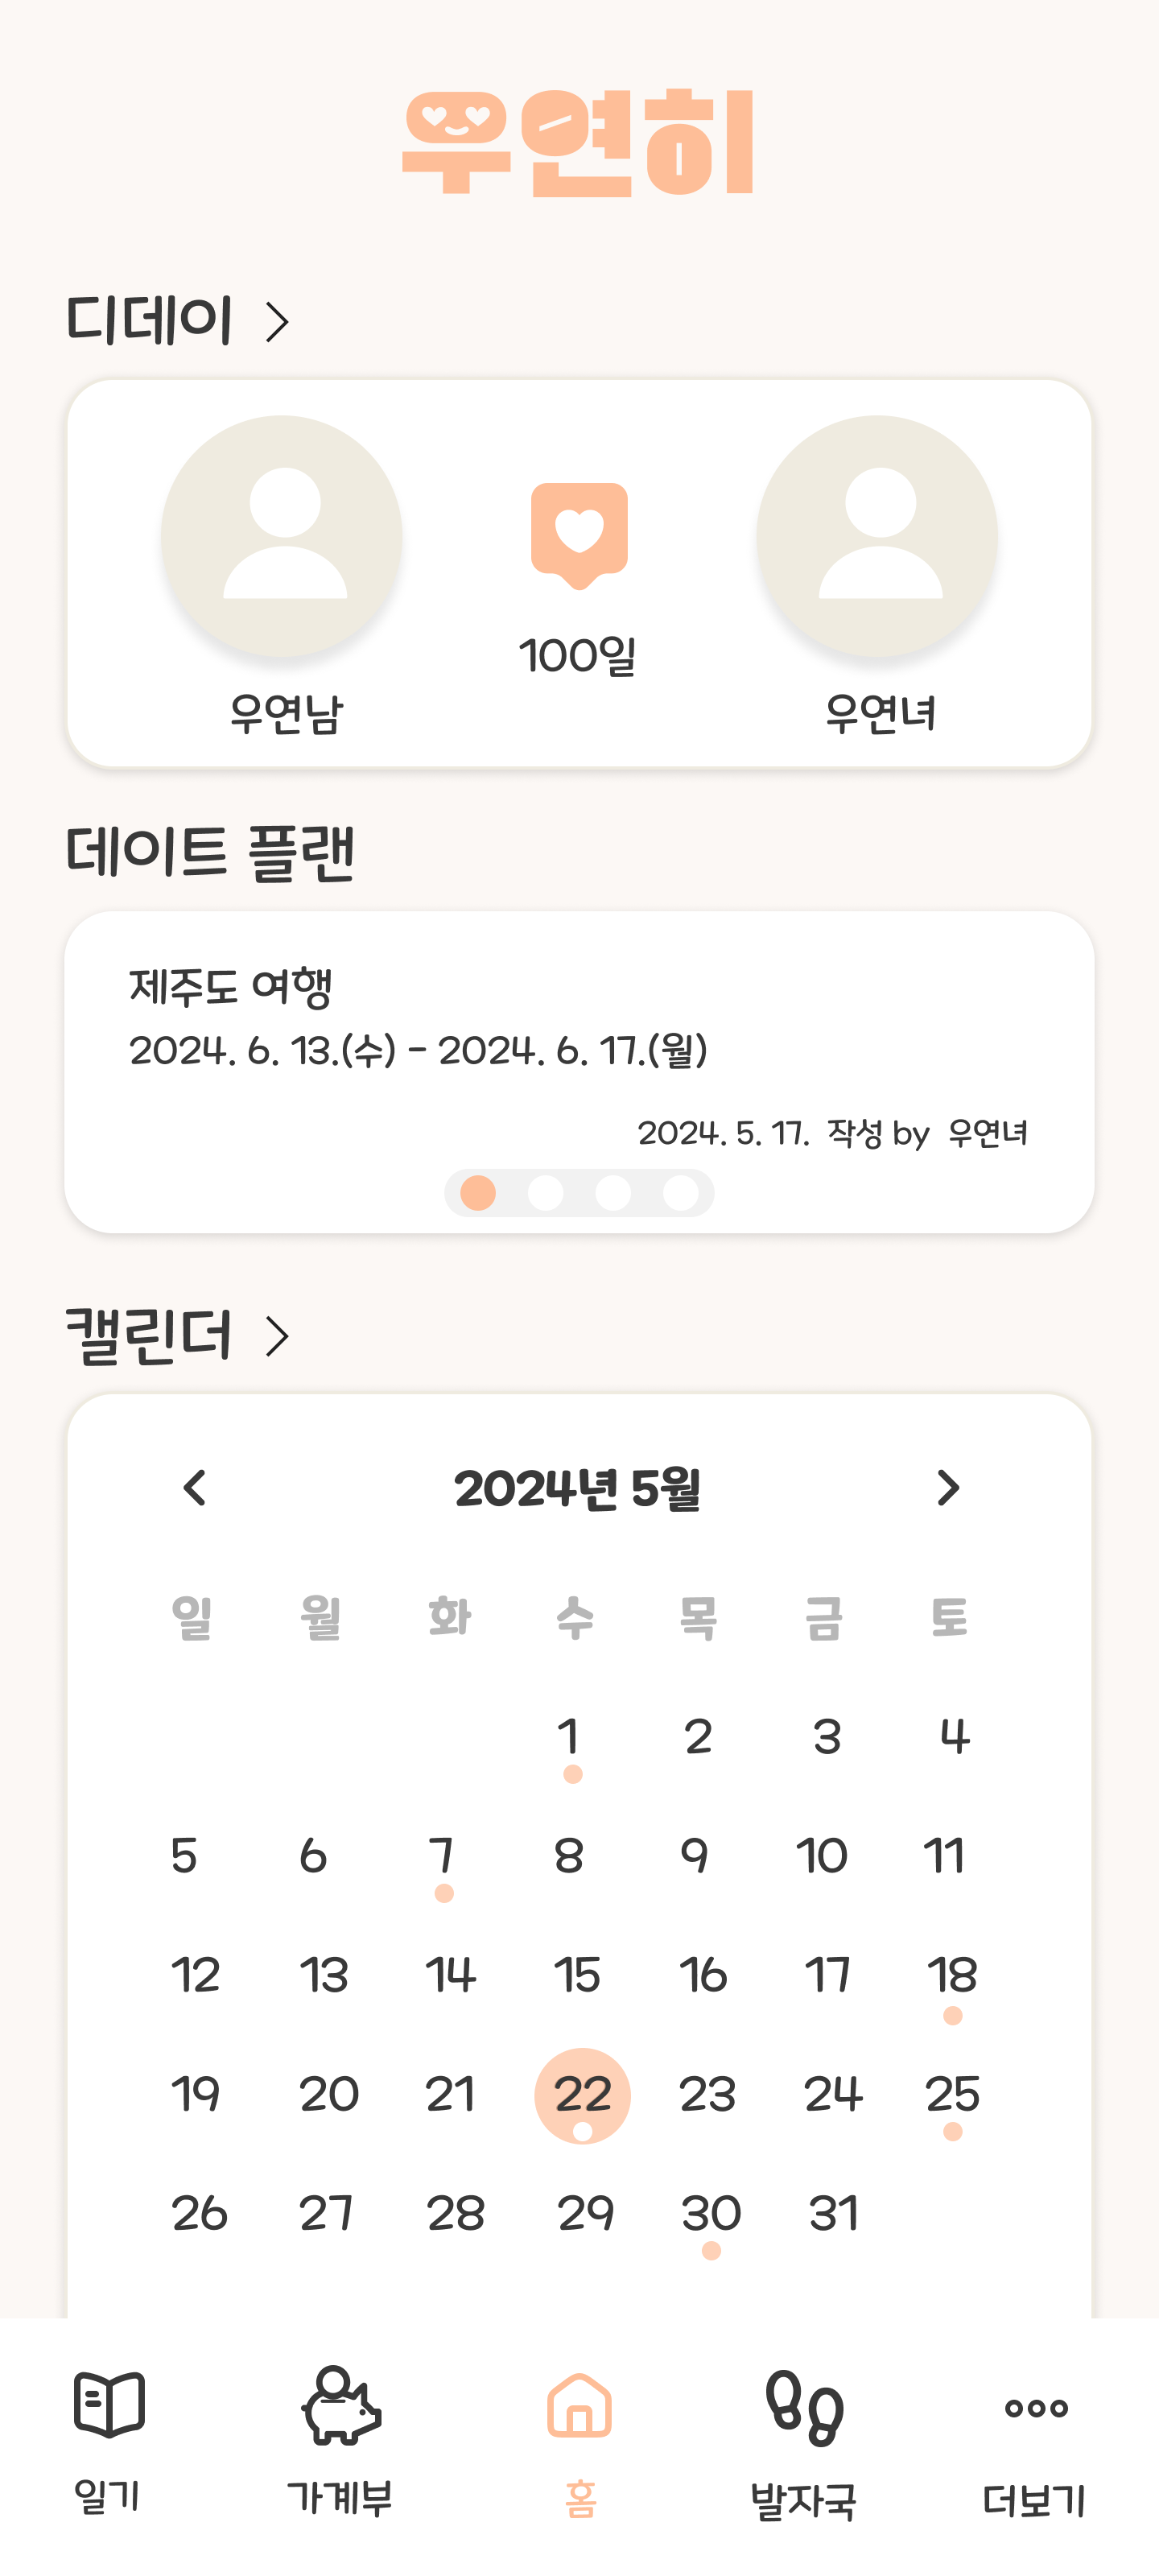 우연히
디데이
100일
우연남
우연녀
데이트 플랜
제주도 여행
2024. 6. 13.(수) - 2024. 6. 17.(월)
2024. 5. 17. 작성 by 우연녀
캘린더
2024년 5월
일 월 화 수 목 금 토
1 2 3 4
5 6 7 8 9 10 11
12 13 14 15 16 17 18
19 20 21 22 23 24 25
26 27 28 29 30 31
일기 가계부 홈 발자국 더보기